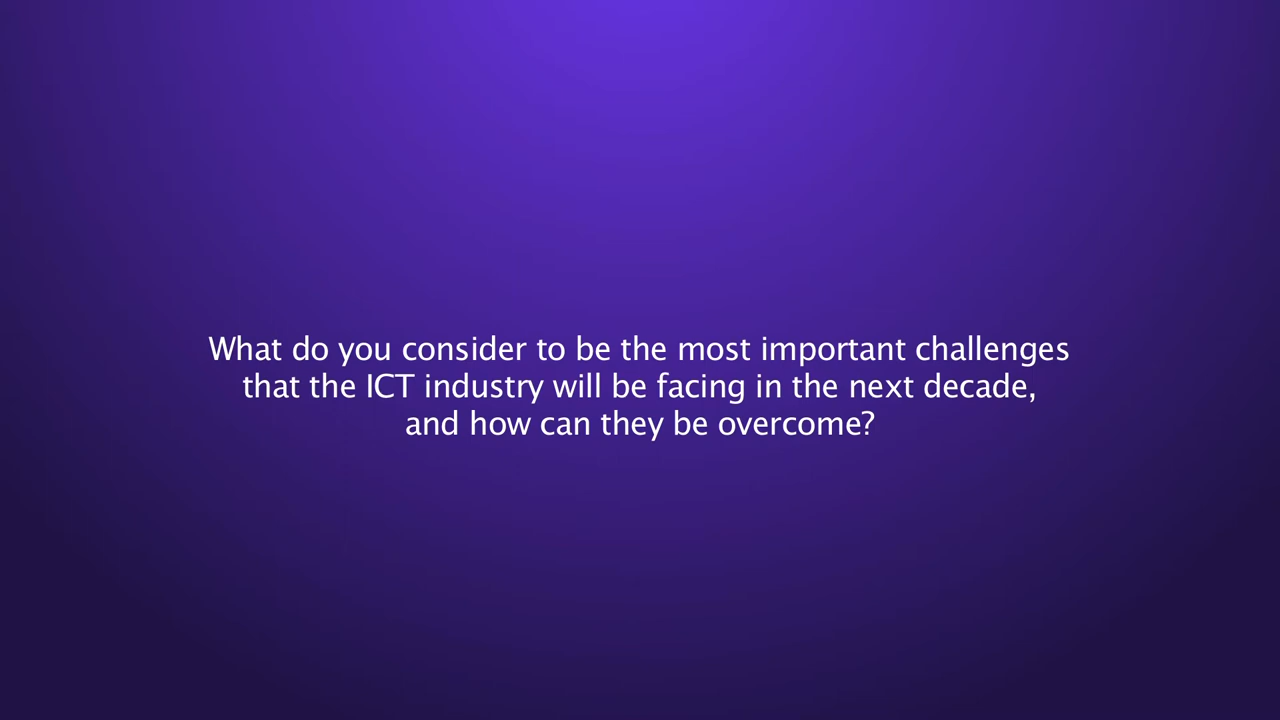 What do you consider to be the most important challenges
that the ICT industry will be facing in the next decade,
and how can they be overcome?